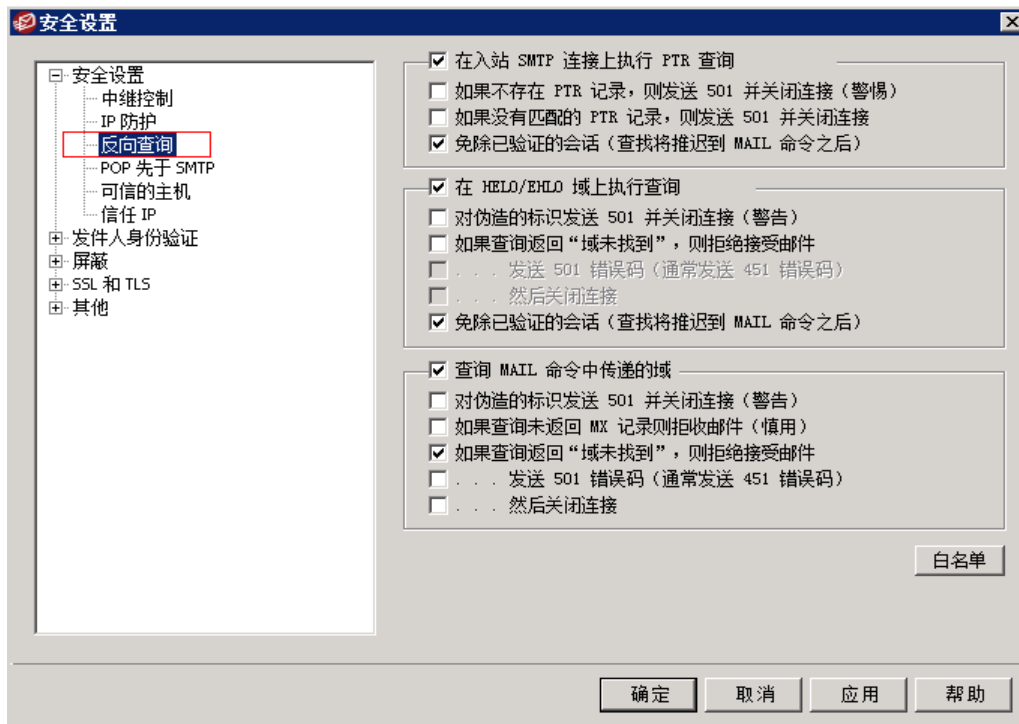 安全设置
安全设置
中继控制
IP 防护
反向查询
POP 先于 SMTP
可信的主机
信任 IP
发件人身份验证
屏蔽
SSL 和 TLS
其他
在入站 SMTP 连接上执行 PTR 查询
如果不存在 PTR 记录，则发送 501 并关闭连接（警惕）
如果没有匹配的 PTR 记录，则发送 501 并关闭连接
免除已验证的会话（查找将推迟到 MAIL 命令之后）
在 HELO/EHLO 域上执行查询
对伪造的标识发送 501 并关闭连接（警告）
如果查询返回“域未找到”，则拒绝接受邮件
. . . 发送 501 错误码（通常发送 451 错误码）
. . . 然后关闭连接
免除已验证的会话（查找将推迟到 MAIL 命令之后）
查询 MAIL 命令中传递的域
对伪造的标识发送 501 并关闭连接（警告）
如果查询未返回 MX 记录则拒收邮件（慎用）
如果查询返回“域未找到”，则拒绝接受邮件
. . . 发送 501 错误码（通常发送 451 错误码）
. . . 然后关闭连接
白名单
确定 取消 应用 帮助